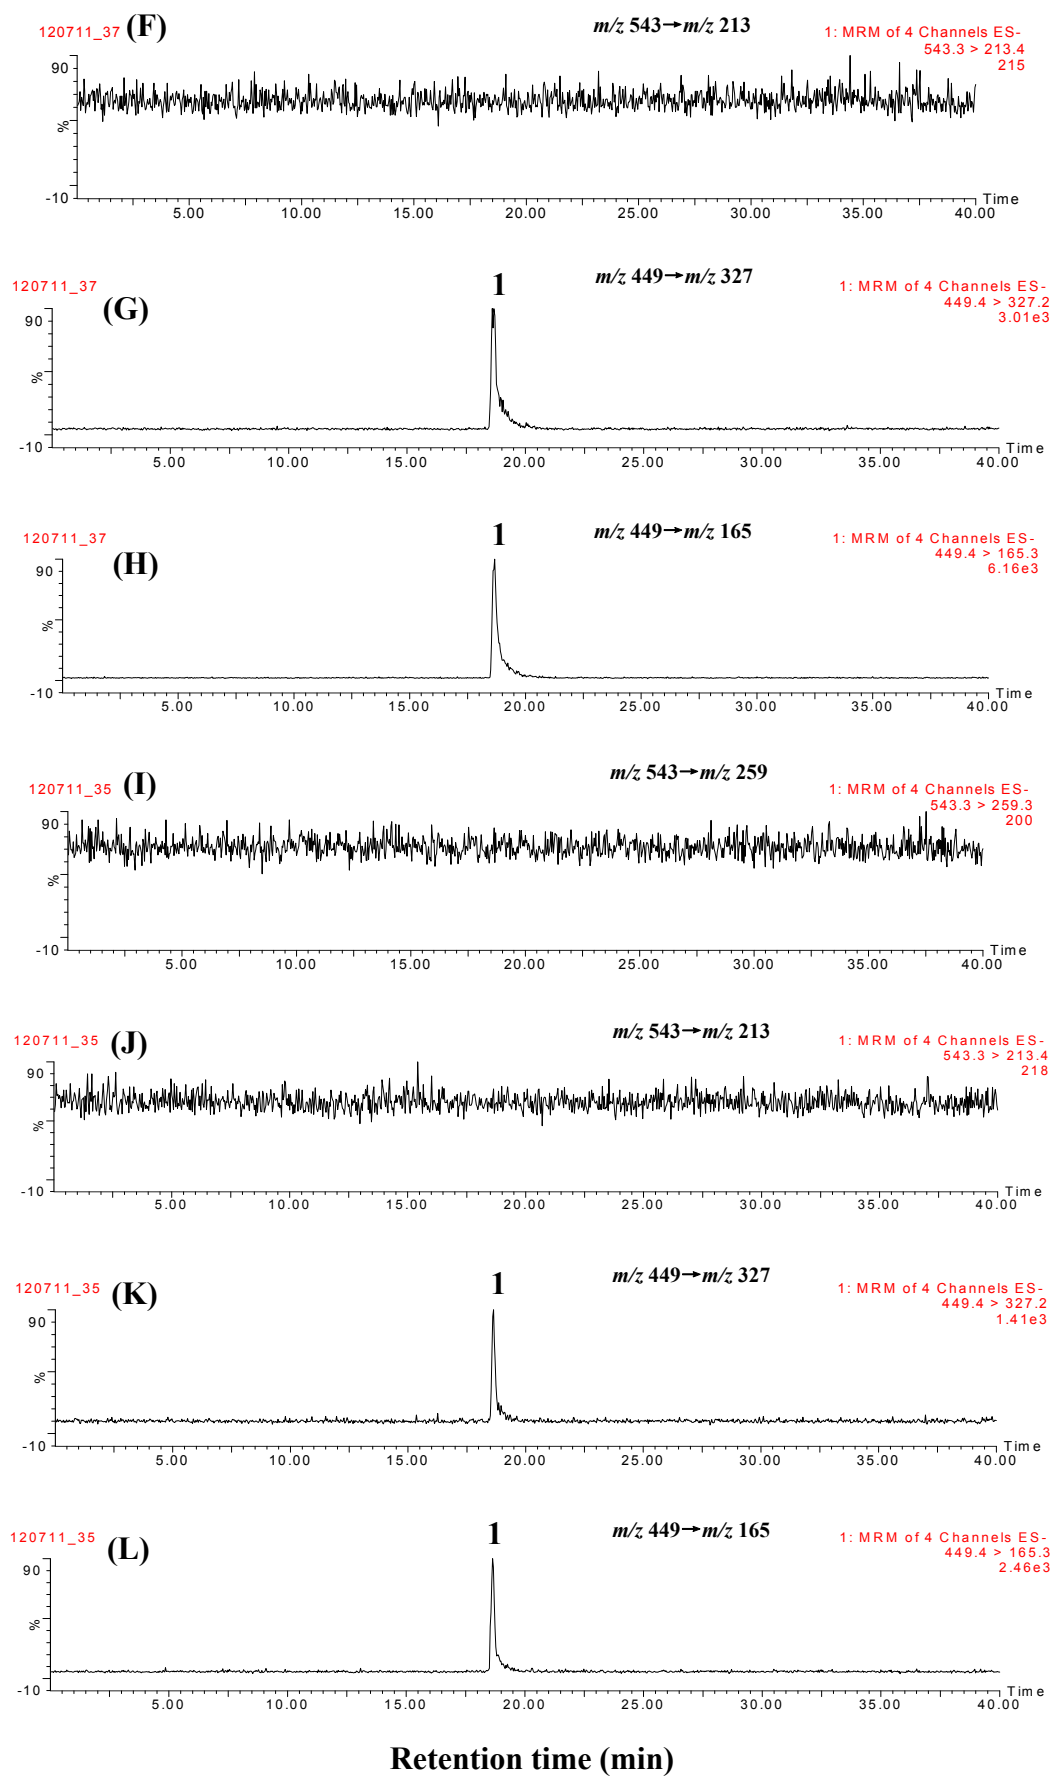 120711_37 (F) m/z 543→m/z 213 1: MRM of 4 Channels ES-
543.3 > 213.4
215
90
%
-10
5.00 10.00 15.00 20.00 25.00 30.00 35.00 40.00 Time
120711_37 (G) 1 m/z 449→m/z 327 1: MRM of 4 Channels ES-
449.4 > 327.2
3.01e3
90
%
-10
5.00 10.00 15.00 20.00 25.00 30.00 35.00 40.00 Time
120711_37 (H) 1 m/z 449→m/z 165 1: MRM of 4 Channels ES-
449.4 > 165.3
6.16e3
90
%
-10
5.00 10.00 15.00 20.00 25.00 30.00 35.00 40.00 Time
120711_35 (I) m/z 543→m/z 259 1: MRM of 4 Channels ES-
543.3 > 259.3
200
90
%
-10
5.00 10.00 15.00 20.00 25.00 30.00 35.00 40.00 Time
120711_35 (J) m/z 543→m/z 213 1: MRM of 4 Channels ES-
543.3 > 213.4
218
90
%
-10
5.00 10.00 15.00 20.00 25.00 30.00 35.00 40.00 Time
120711_35 (K) 1 m/z 449→m/z 327 1: MRM of 4 Channels ES-
449.4 > 327.2
1.41e3
90
%
-10
5.00 10.00 15.00 20.00 25.00 30.00 35.00 40.00 Time
120711_35 (L) 1 m/z 449→m/z 165 1: MRM of 4 Channels ES-
449.4 > 165.3
2.46e3
90
%
-10
5.00 10.00 15.00 20.00 25.00 30.00 35.00 40.00 Time
Retention time (min)